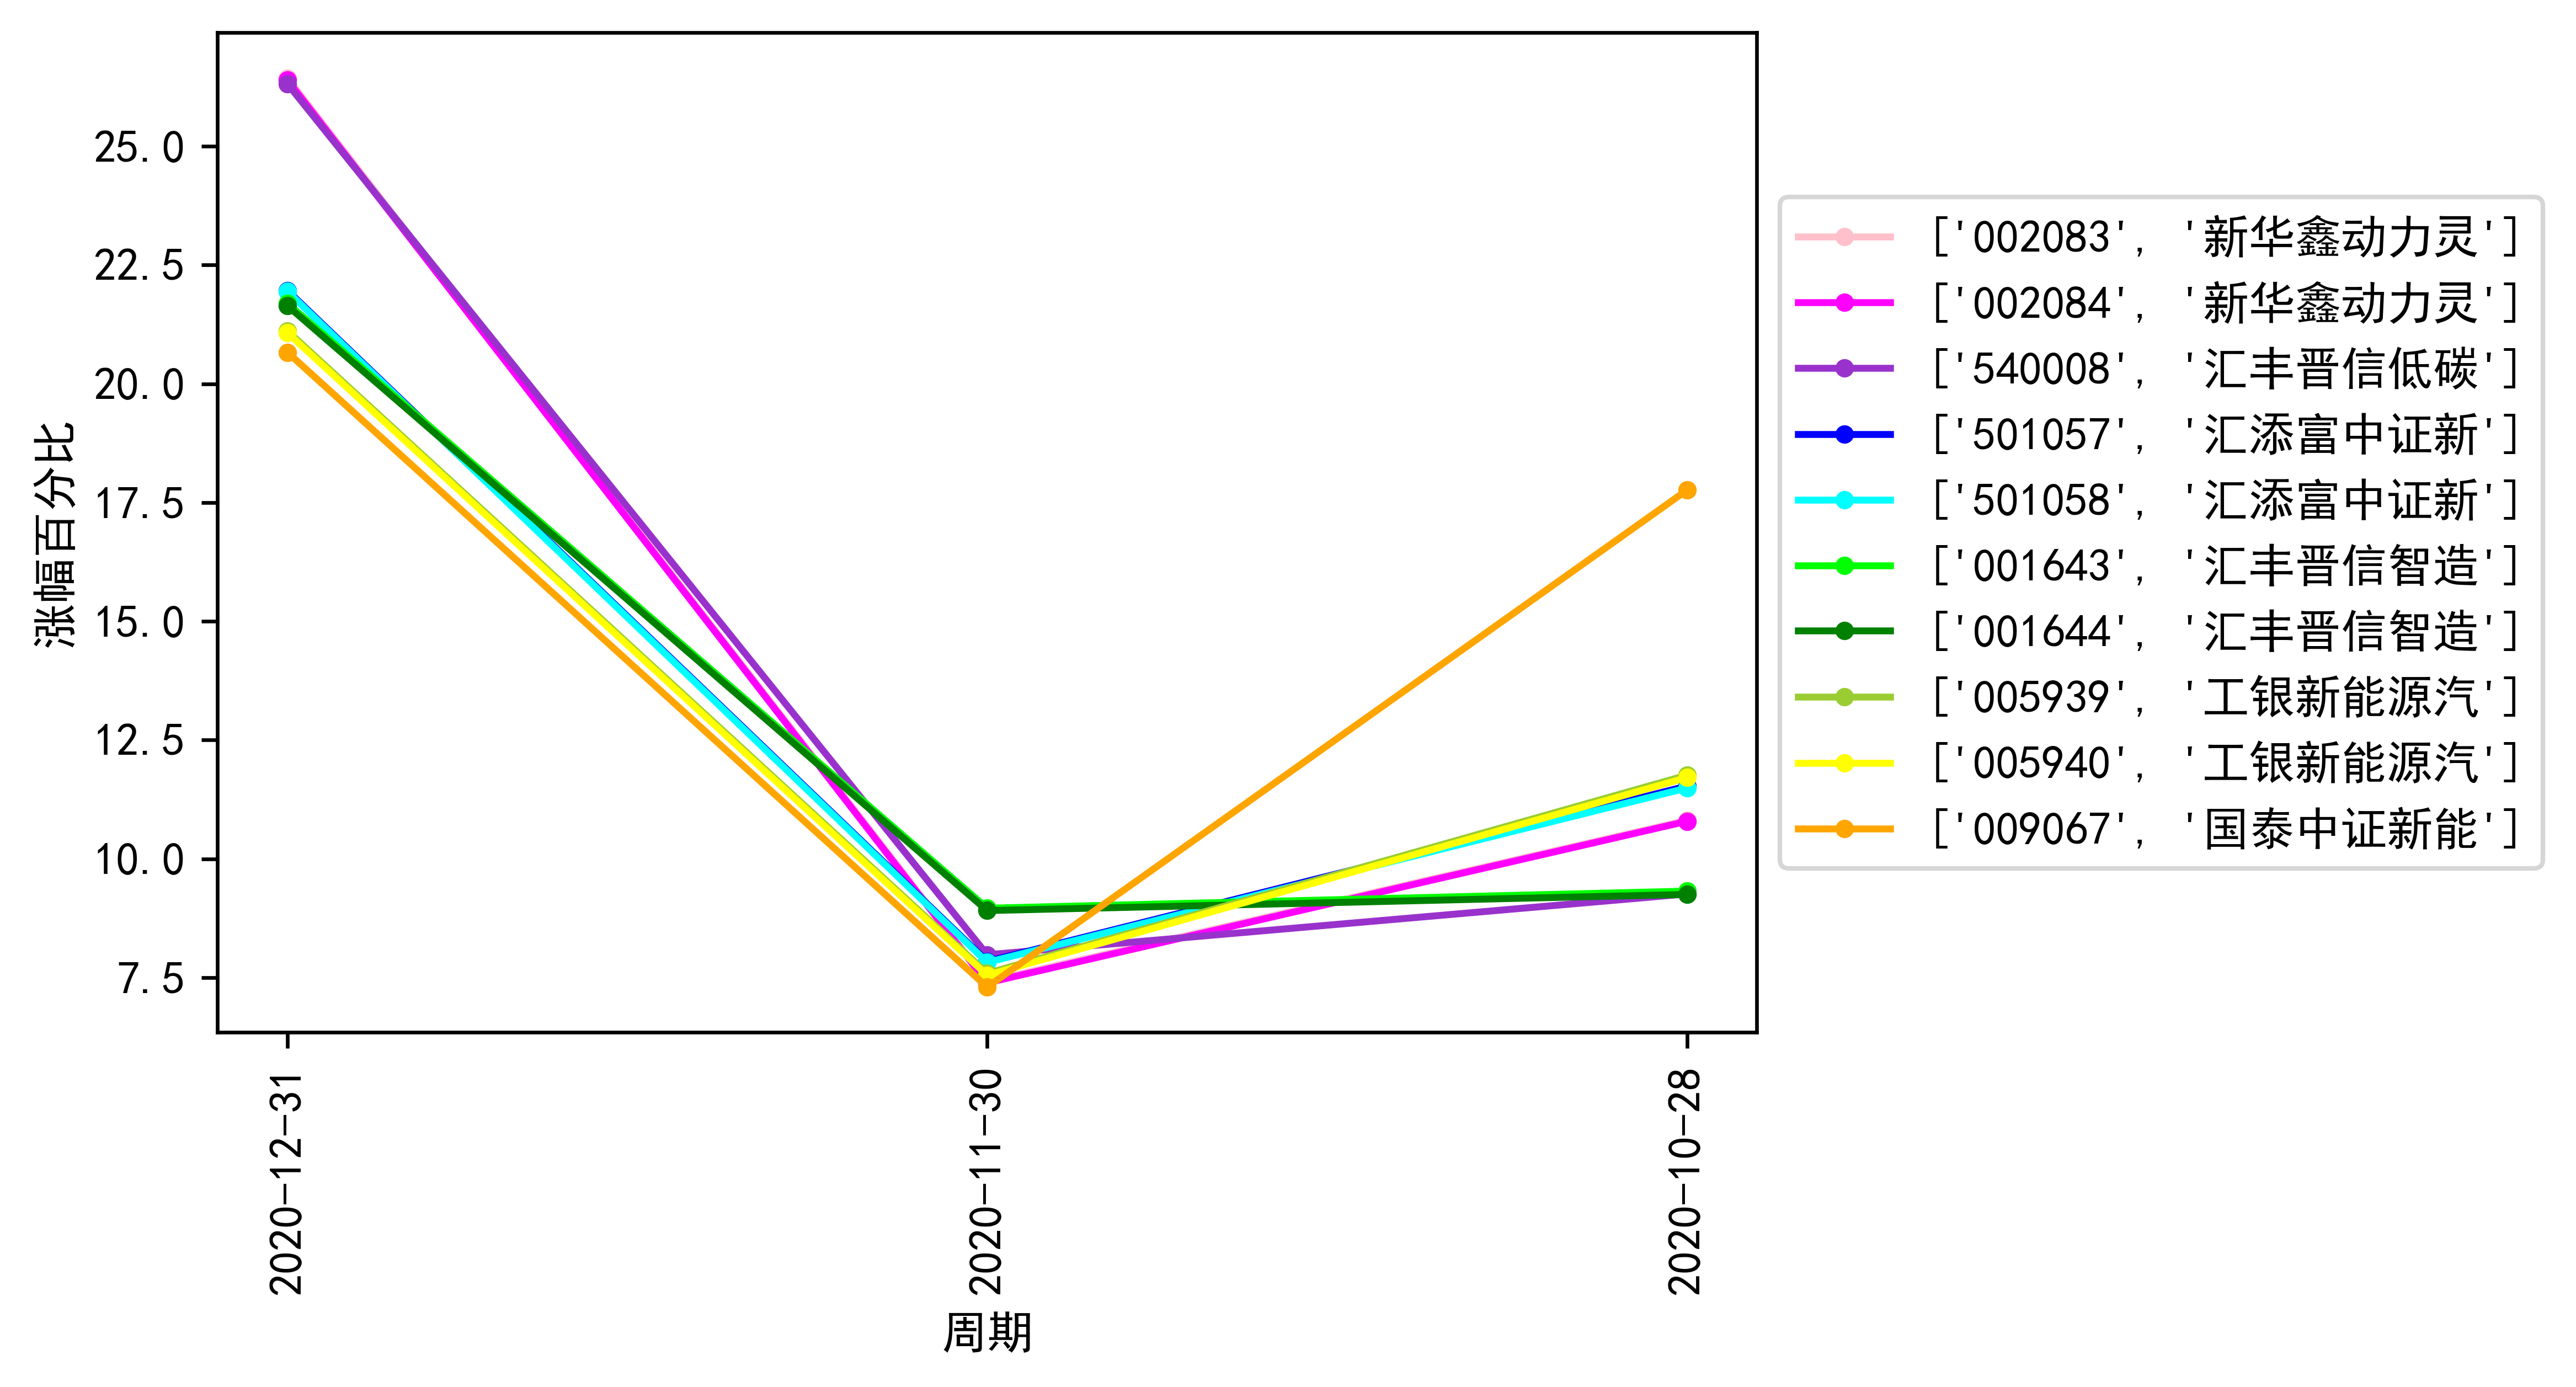 涨幅百分比
25.0
22.5
20.0
17.5
15.0
12.5
10.0
7.5
2020-12-31
2020-11-30
2020-10-28
周期
['002083', '新华鑫动力灵']
['002084', '新华鑫动力灵']
['540008', '汇丰晋信低碳']
['501057', '汇添富中证新']
['501058', '汇添富中证新']
['001643', '汇丰晋信智造']
['001644', '汇丰晋信智造']
['005939', '工银新能源汽']
['005940', '工银新能源汽']
['009067', '国泰中证新能']